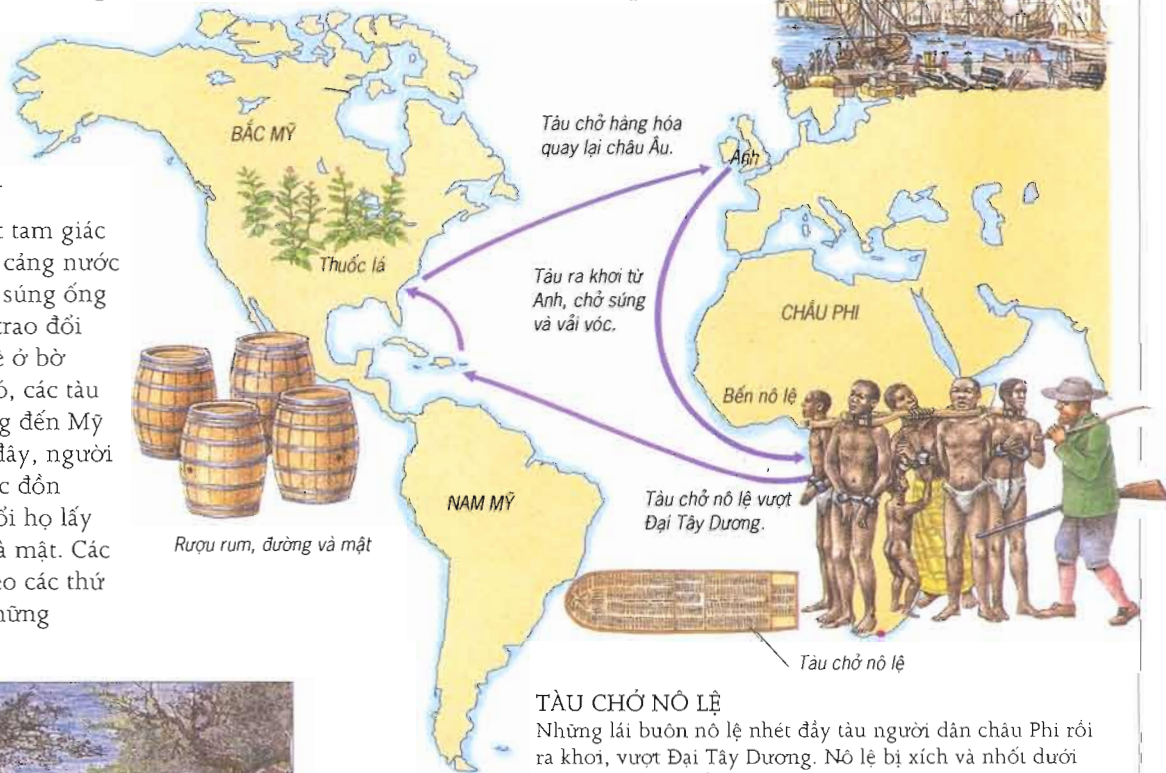 BẮC MỸ
Thuốc lá
Tàu chở hàng hóa
quay lại châu Âu.
Anh
Tàu ra khơi từ
Anh, chở súng
và vải vóc.
CHÂU PHI
Bến nô lệ
t tam giác
cảng nước
súng ống
trao đổi
ở bờ
các tàu
g đến Mỹ
đây, người
c đồn
ổi họ lấy
à mật. Các
eo các thứ
hững
Rượu rum, đường và mật
NAM MỸ
Tàu chở nô lệ vượt
Đại Tây Dương.
Tàu chở nô lệ
TÀU CHỞ NÔ LỆ
Những lái buôn nô lệ nhét đầy tàu người dân châu Phi rồi
ra khơi, vượt Đại Tây Dương. Nô lệ bị xích và nhốt dưới